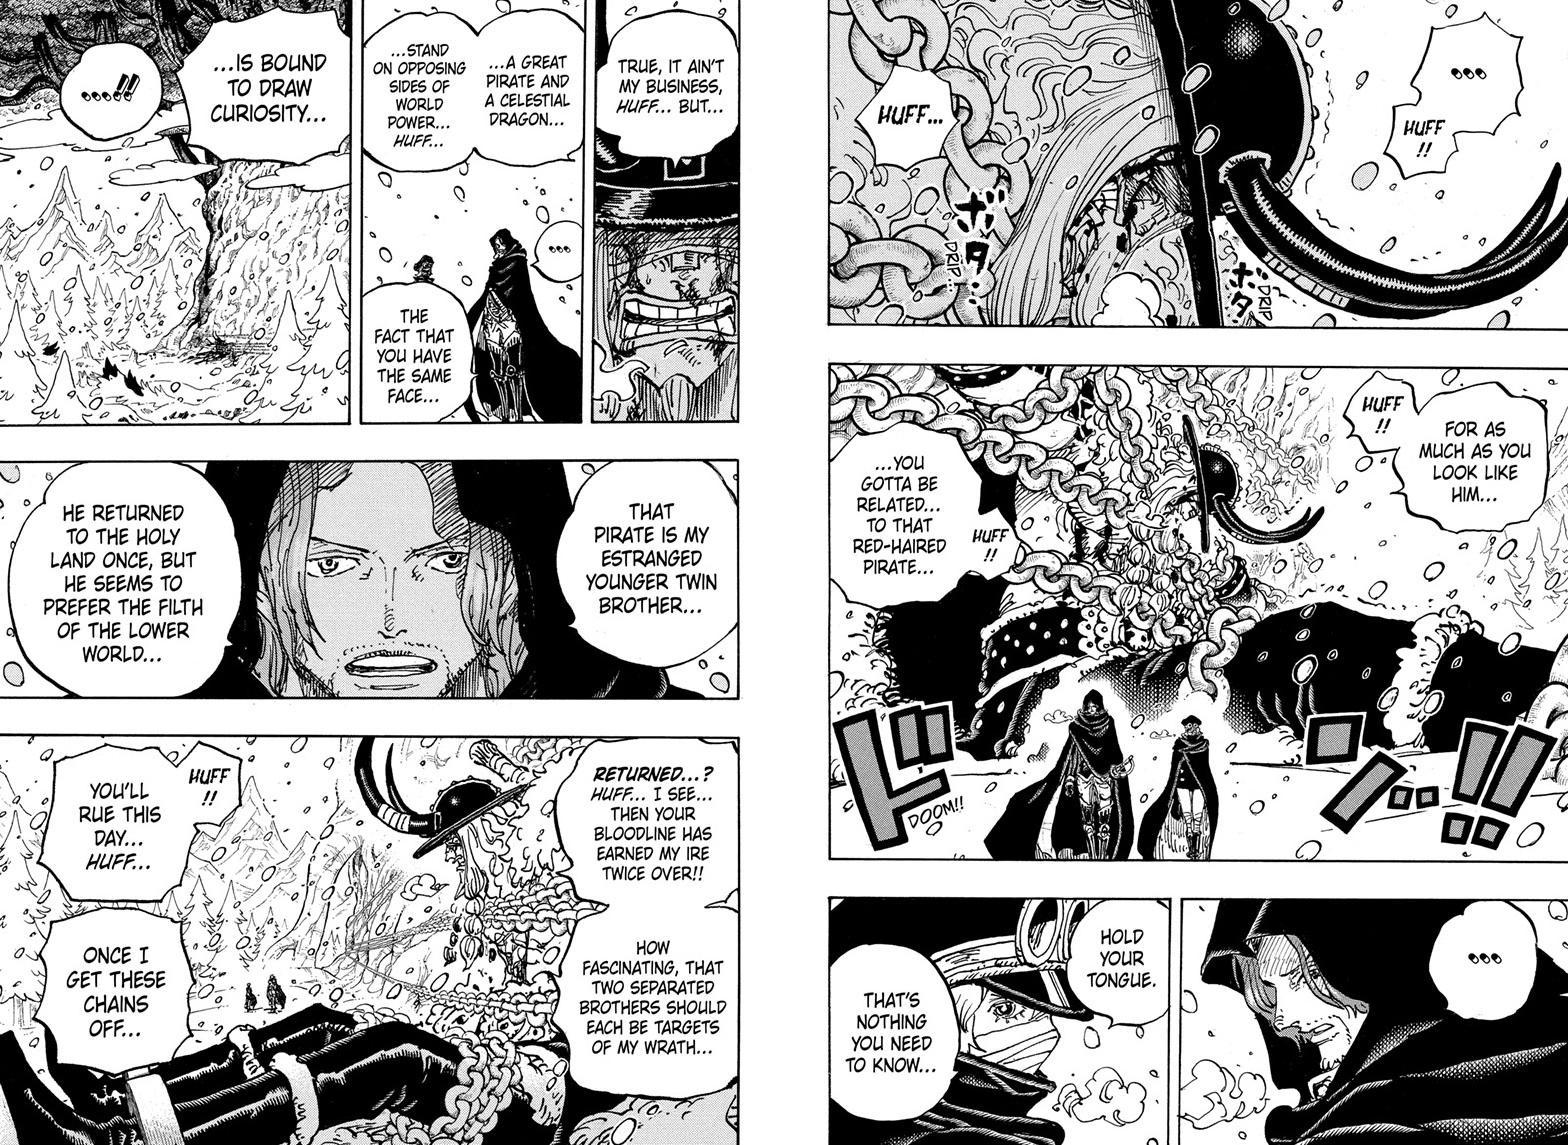 ...
HUFF
!!
HUFF...
ボタ...
DRIP...
ボタ
DRIP
HUFF
!!
FOR AS
MUCH AS YOU
LOOK LIKE
HIM...
...YOU
GOTTA BE
RELATED...
TO THAT
RED-HAIRED
PIRATE...
HUFF
!!
ドン!!
DOOM!!
...
HOLD
YOUR
TONGUE.
THAT'S
NOTHING
YOU NEED
TO KNOW...
TRUE, IT AIN'T
MY BUSINESS,
HUFF... BUT...
...
...A GREAT
PIRATE AND
A CELESTIAL
DRAGON...
...STAND
ON OPPOSING
SIDES OF
WORLD
POWER...
HUFF...
THE
FACT THAT
YOU HAVE
THE SAME
FACE...
...IS BOUND
TO DRAW
CURIOSITY...
...!!
THAT
PIRATE IS MY
ESTRANGED
YOUNGER TWIN
BROTHER...
HE RETURNED
TO THE HOLY
LAND ONCE, BUT
HE SEEMS TO
PREFER THE FILTH
OF THE LOWER
WORLD...
RETURNED...?
HUFF... I SEE...
THEN YOUR
BLOODLINE HAS
EARNED MY IRE
TWICE OVER!!
HOW
FASCINATING, THAT
TWO SEPARATED
BROTHERS SHOULD
EACH BE TARGETS
OF MY WRATH...
HUFF
!!
YOU'LL
RUE THIS
DAY...
HUFF...
ONCE I
GET THESE
CHAINS
OFF...